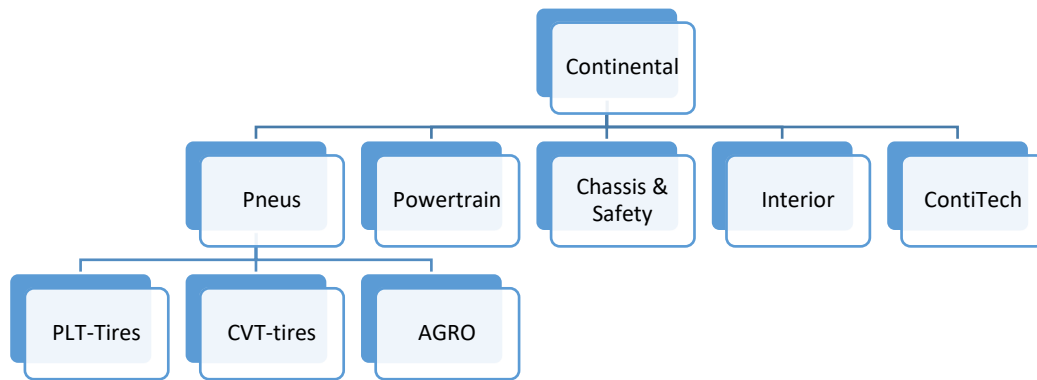 Continental
Pneus
Powertrain
Chassis &
Safety
Interior
ContiTech
PLT-Tires
CVT-tires
AGRO